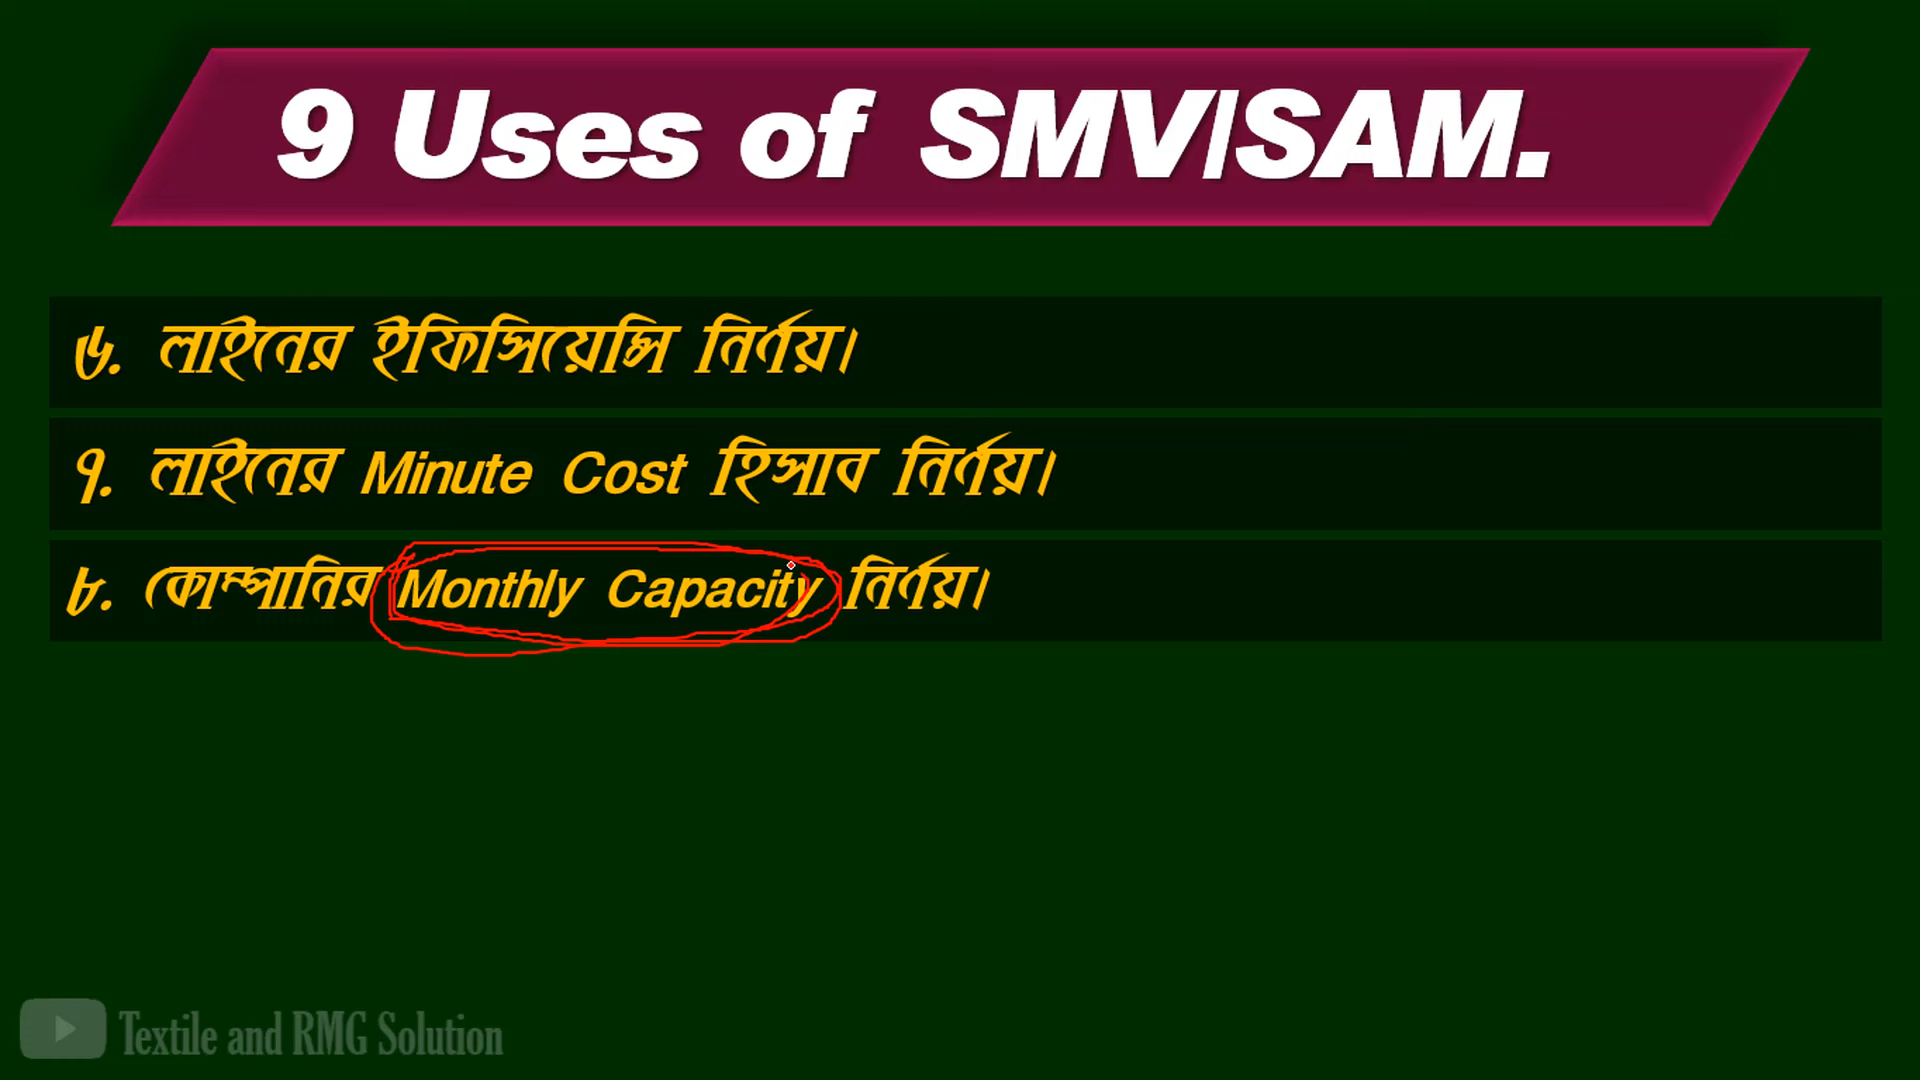 9 Uses of SMV/SAM.
৬. লাইনের ইফিসিয়েন্সি নির্ণয়।
৭. লাইনের Minute Cost হিসাব নির্ণয়।
৮. কোম্পানির Monthly Capacity নির্ণয়।
Textile and RMG Solution